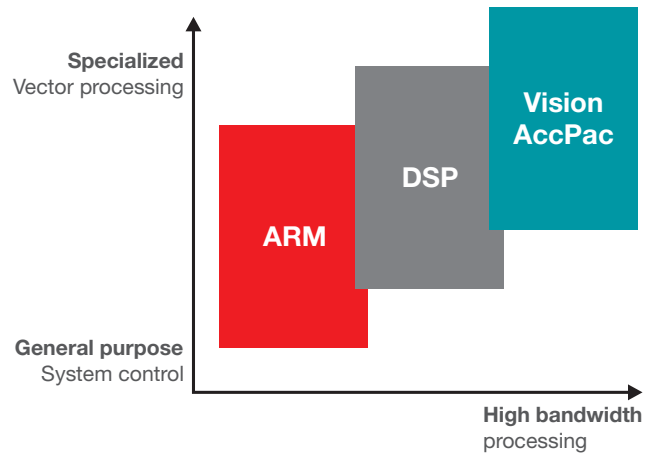 Specialized
Vector processing
Vision
AccPac
DSP
ARM
General purpose
System control
High bandwidth
processing